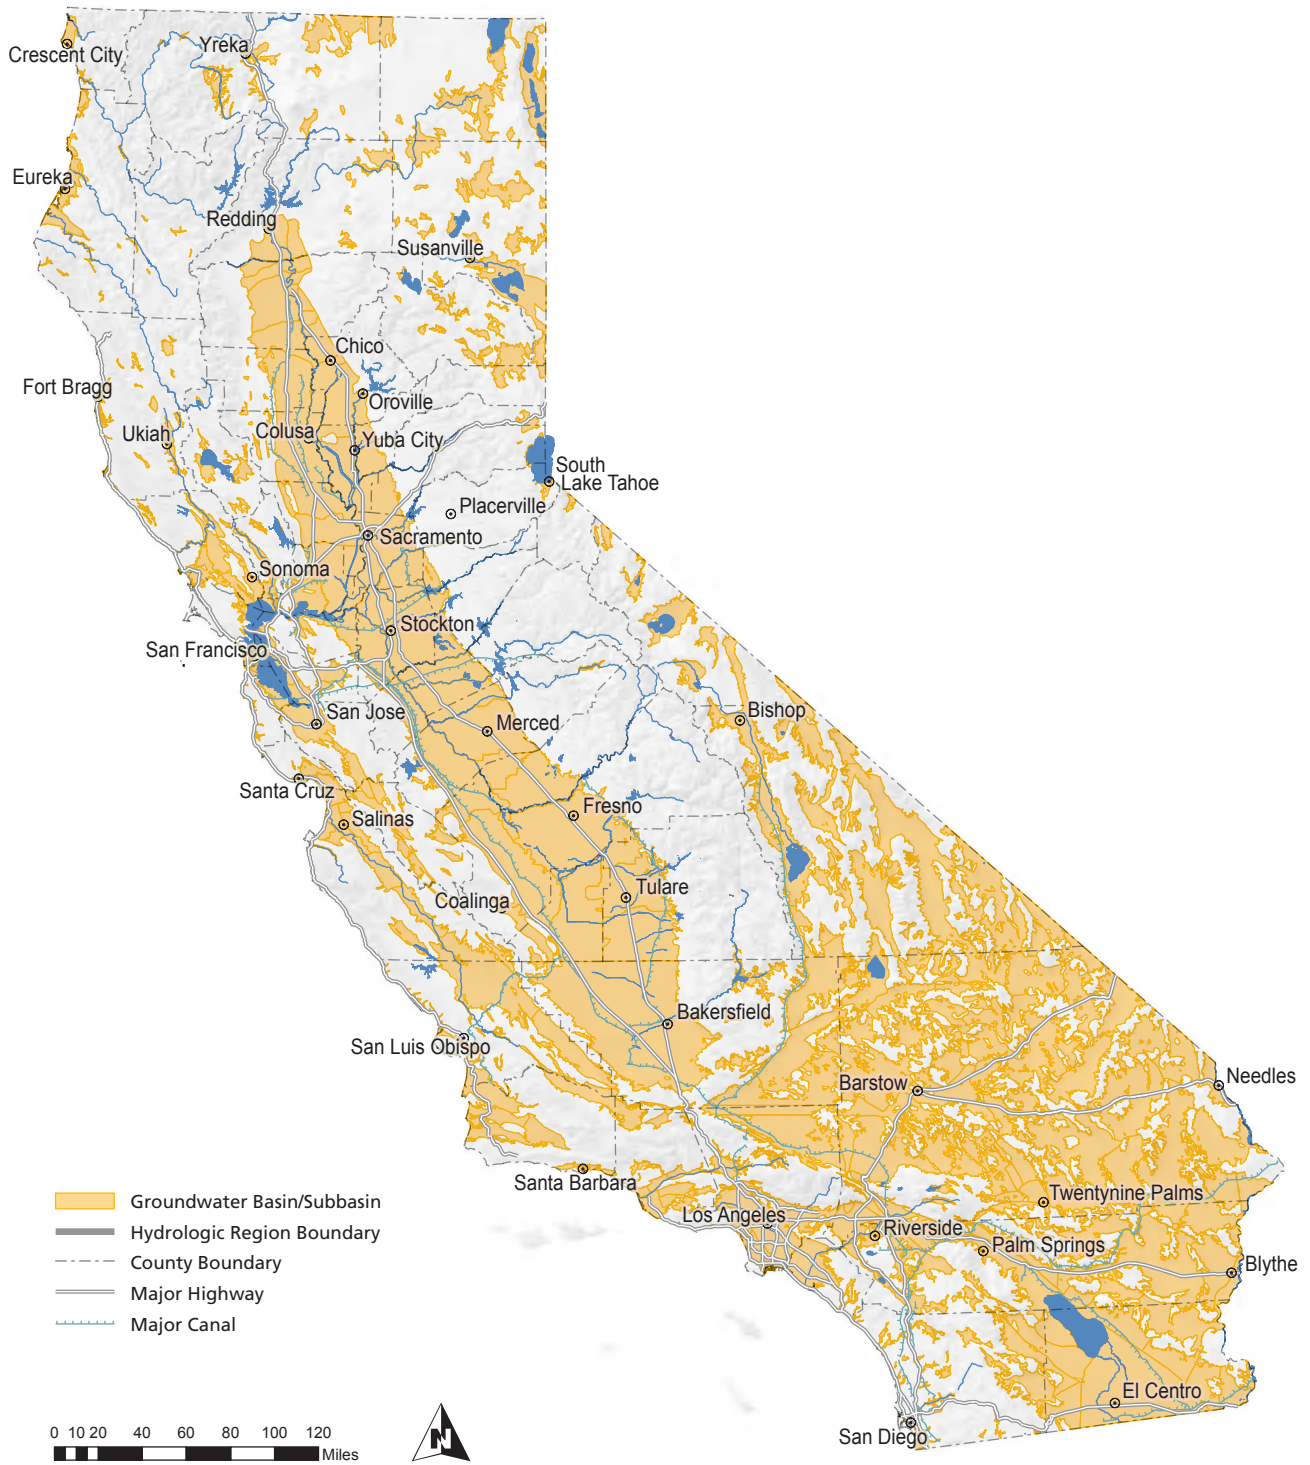 Crescent City
Yreka
Eureka
Redding
Susanville
Chico
Fort Bragg
Oroville
Ukiah
Colusa
Yuba City
South
Lake Tahoe
Placerville
Sacramento
Sonoma
Stockton
San Francisco
San Jose
Merced
Bishop
Santa Cruz
Salinas
Fresno
Tulare
Coalinga
Bakersfield
San Luis Obispo
Barstow
Needles
Santa Barbara
Twentynine Palms
Los Angeles
Riverside
Palm Springs
Blythe
El Centro
San Diego
Groundwater Basin/Subbasin
Hydrologic Region Boundary
County Boundary
Major Highway
Major Canal
0 10 20 40 60 80 100 120
Miles
N